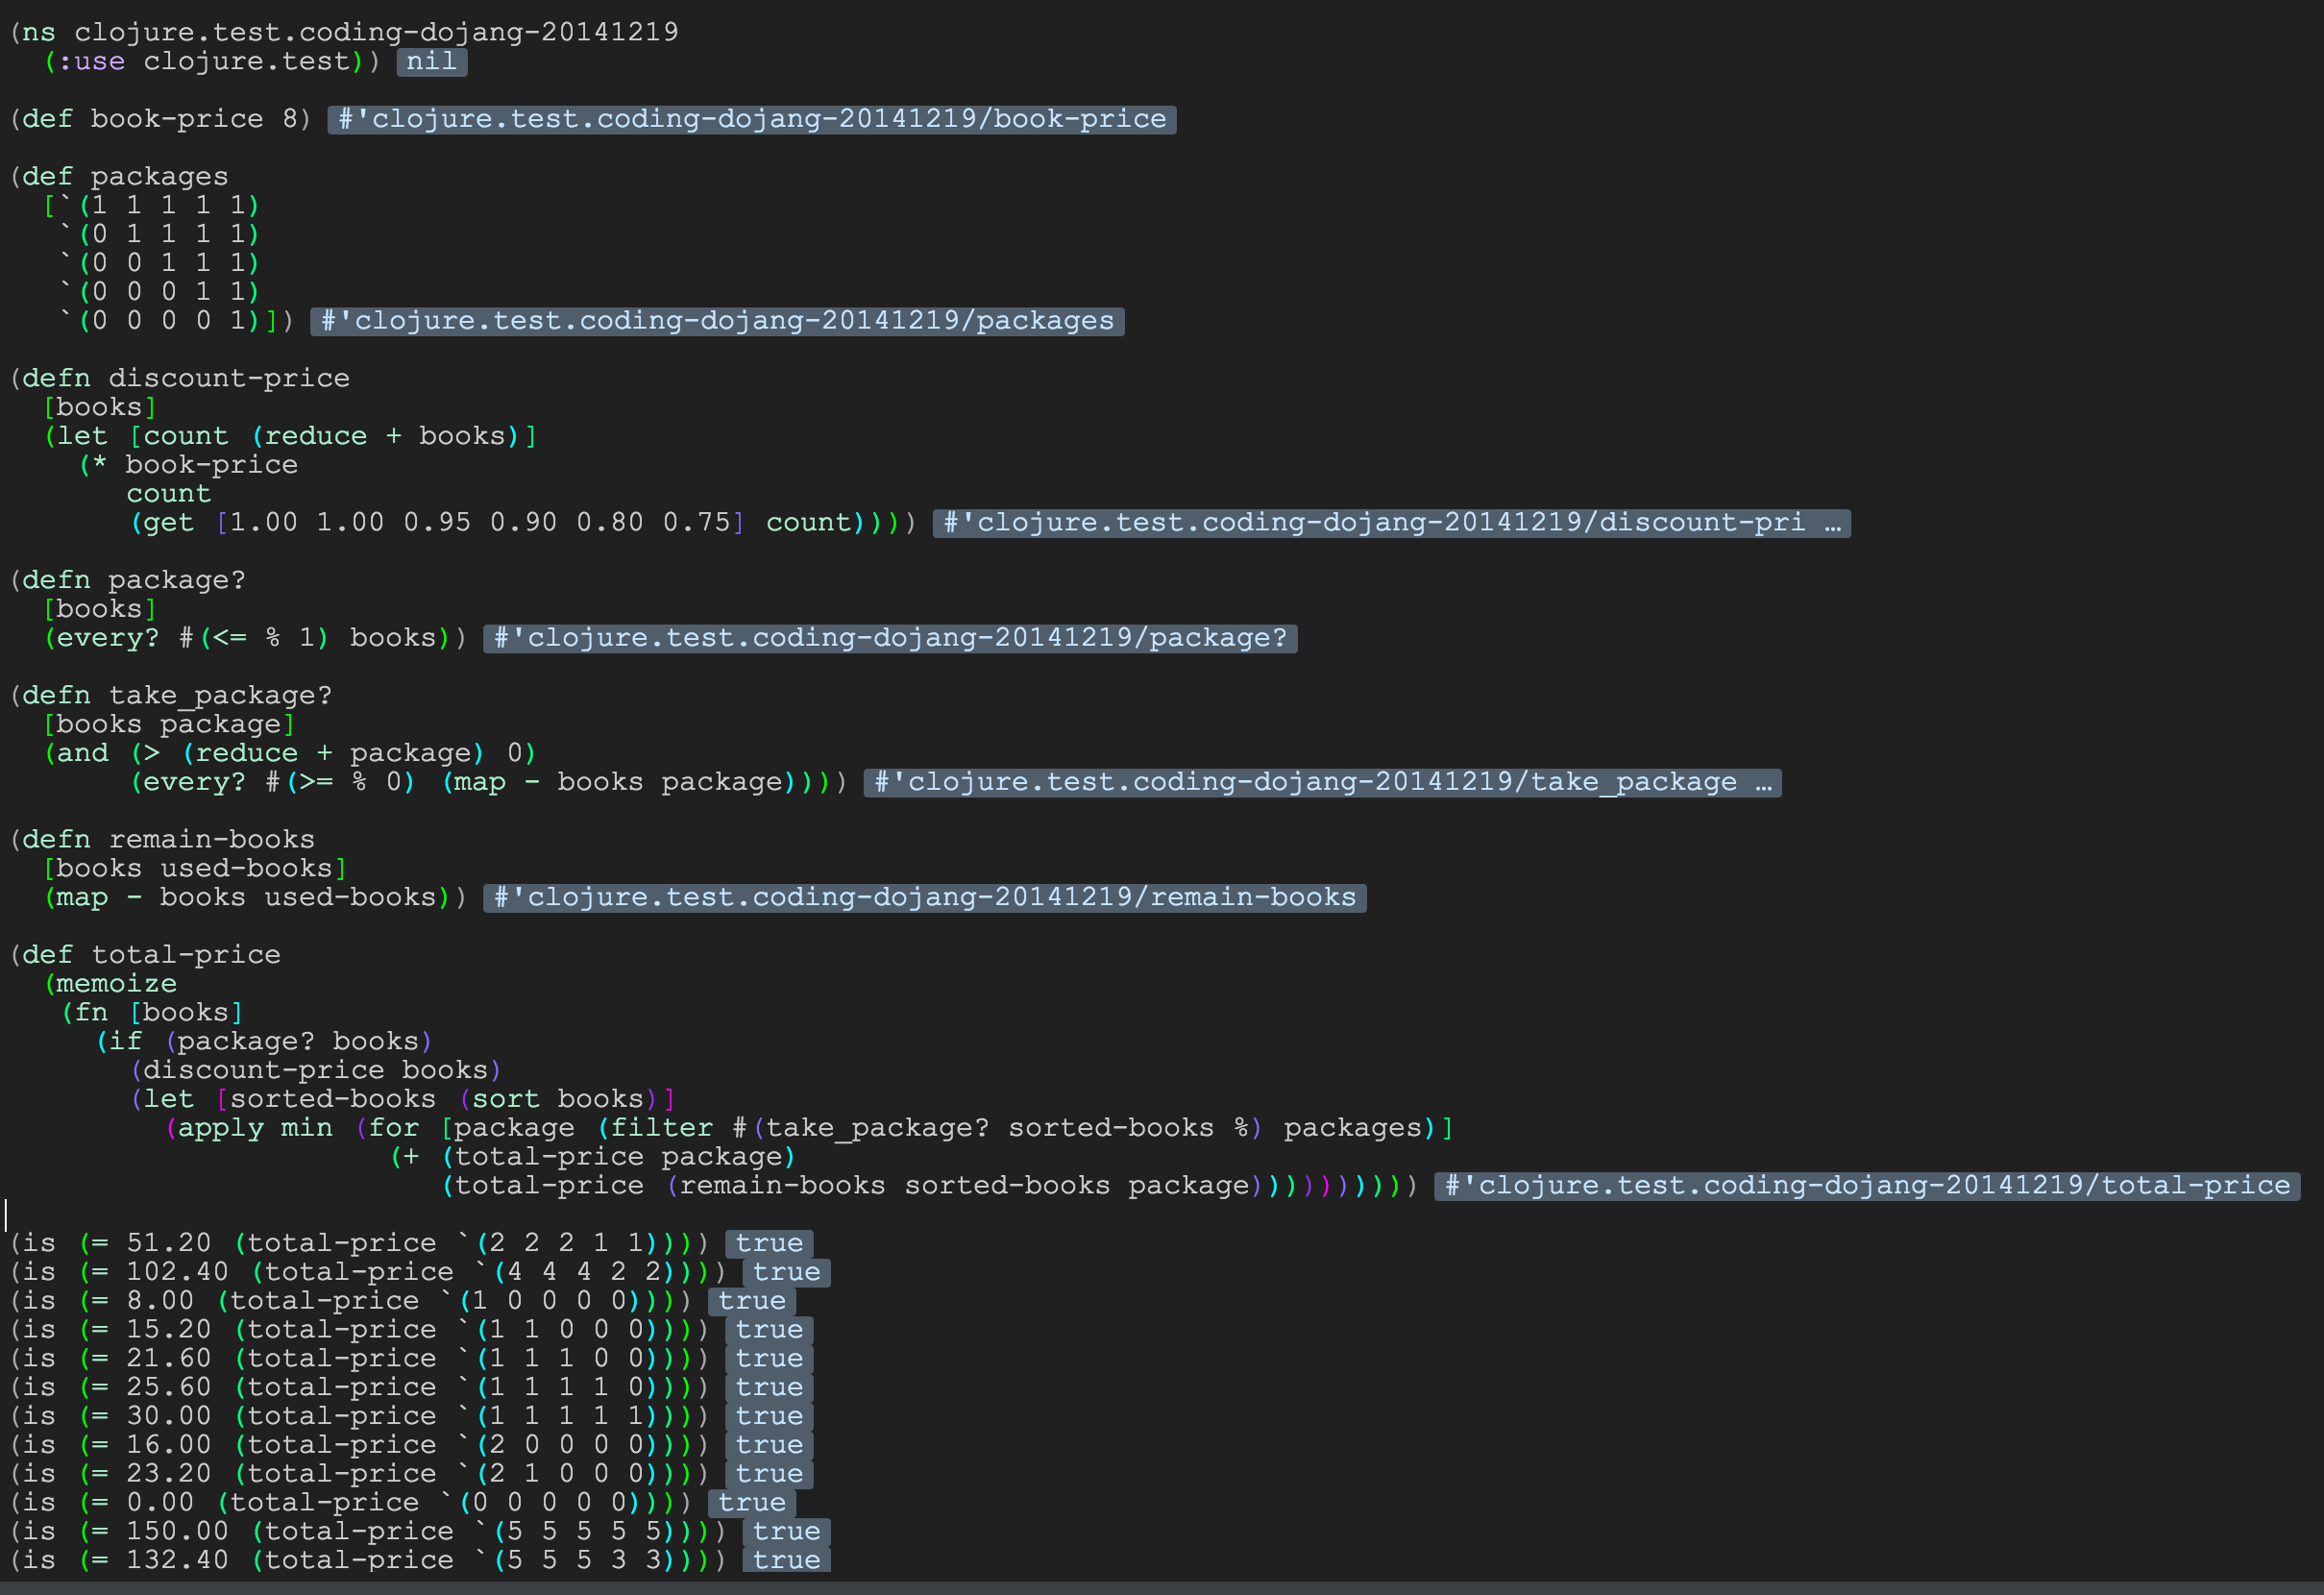 (ns clojure.test.coding-dojang-20141219
  (:use clojure.test)) nil
(def book-price 8) #'clojure.test.coding-dojang-20141219/book-price
(def packages
  [`(1 1 1 1 1)
   `(0 1 1 1 1)
   `(0 0 1 1 1)
   `(0 0 0 1 1)
   `(0 0 0 0 1)]) #'clojure.test.coding-dojang-20141219/packages
(defn discount-price
  [books]
  (let [count (reduce + books)]
    (* book-price
       count
       (get [1.00 1.00 0.95 0.90 0.80 0.75] count)))) #'clojure.test.coding-dojang-20141219/discount-pri …
(defn package?
  [books]
  (every? #(<= % 1) books)) #'clojure.test.coding-dojang-20141219/package?
(defn take_package?
  [books package]
  (and (> (reduce + package) 0)
       (every? #(>= % 0) (map - books package)))) #'clojure.test.coding-dojang-20141219/take_package …
(defn remain-books
  [books used-books]
  (map - books used-books)) #'clojure.test.coding-dojang-20141219/remain-books
(def total-price
  (memoize
   (fn [books]
     (if (package? books)
       (discount-price books)
       (let [sorted-books (sort books)]
         (apply min (for [package (filter #(take_package? sorted-books %) packages)]
                      (+ (total-price package)
                         (total-price (remain-books sorted-books package)))))))))) #'clojure.test.coding-dojang-20141219/total-price
(is (= 51.20 (total-price `(2 2 2 1 1)))) true
(is (= 102.40 (total-price `(4 4 4 2 2)))) true
(is (= 8.00 (total-price `(1 0 0 0 0)))) true
(is (= 15.20 (total-price `(1 1 0 0 0)))) true
(is (= 21.60 (total-price `(1 1 1 0 0)))) true
(is (= 25.60 (total-price `(1 1 1 1 0)))) true
(is (= 30.00 (total-price `(1 1 1 1 1)))) true
(is (= 16.00 (total-price `(2 0 0 0 0)))) true
(is (= 23.20 (total-price `(2 1 0 0 0)))) true
(is (= 0.00 (total-price `(0 0 0 0 0)))) true
(is (= 150.00 (total-price `(5 5 5 5 5)))) true
(is (= 132.40 (total-price `(5 5 5 3 3)))) true